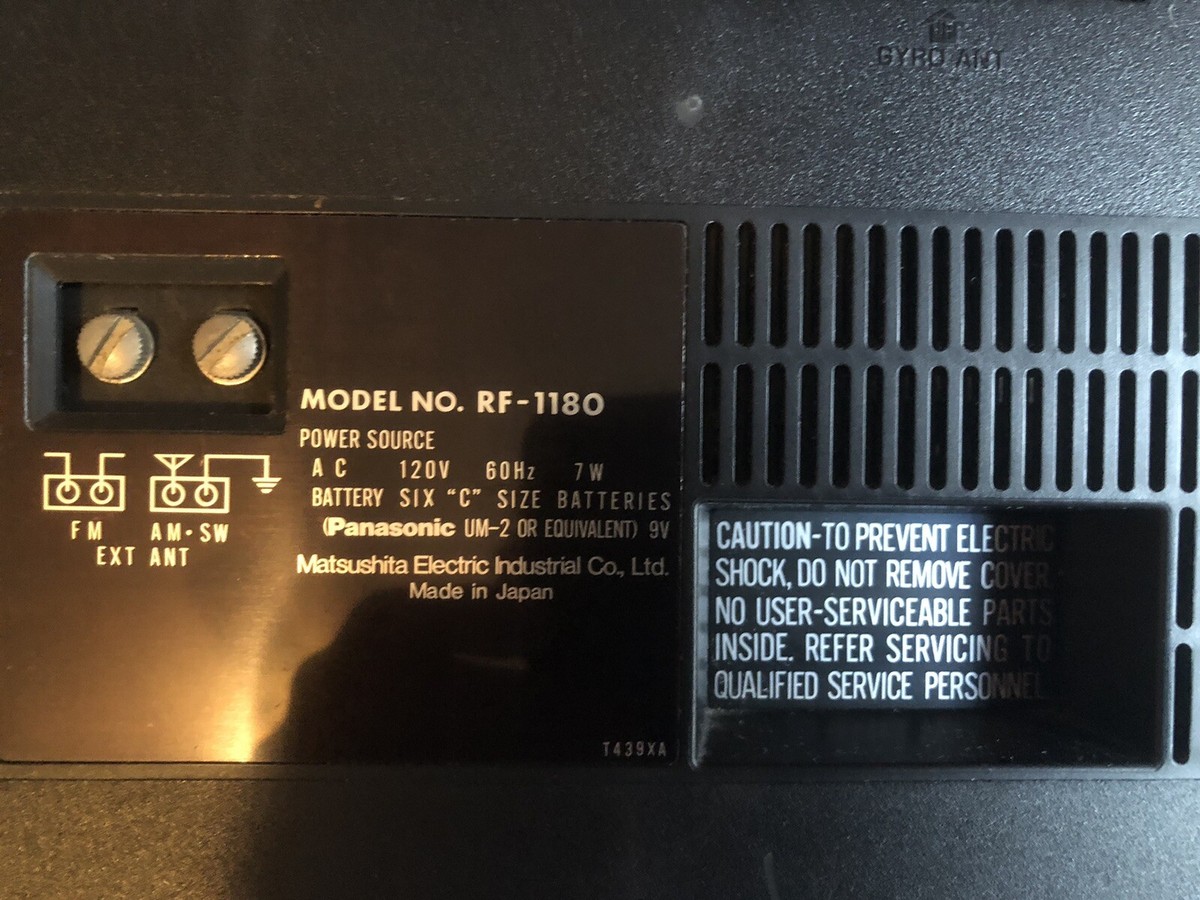 GYRO ANT
MODEL NO. RF-1180
POWER SOURCE
AC 120V 60Hz 7W
BATTERY SIX "C" SIZE BATTERIES
(Panasonic UM-2 OR EQUIVALENT) 9V
Matsushita Electric Industrial Co., Ltd.
Made in Japan
FM AM•SW
EXT ANT
T439XA
CAUTION-TO PREVENT ELECTRIC
SHOCK, DO NOT REMOVE COVER.
NO USER-SERVICEABLE PARTS
INSIDE. REFER SERVICING TO
QUALIFIED SERVICE PERSONNEL